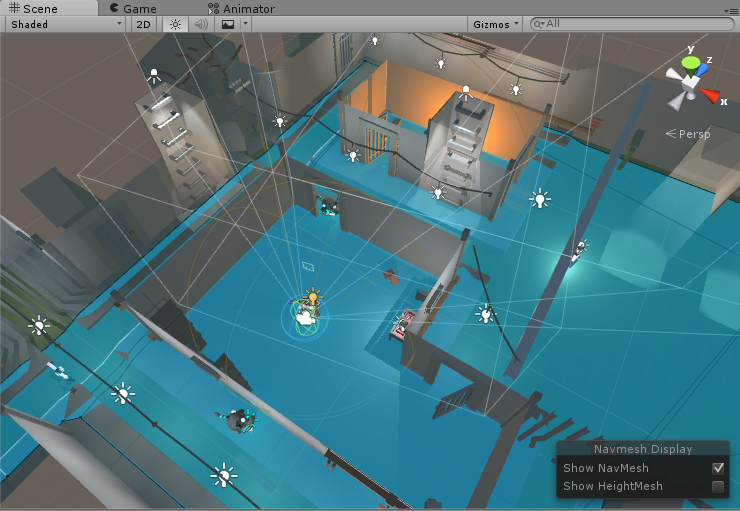 Scene Game Animator
Shaded 2D Gizmos All
y
z
x
Persp
Navmesh Display
Show NavMesh
Show HeightMesh